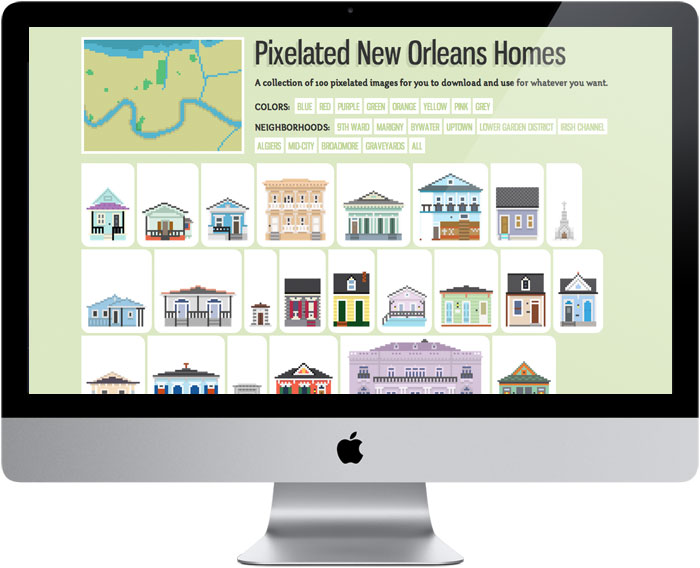 Pixelated New Orleans Homes
A collection of 100 pixelated images for you to download and use for whatever you want.
COLORS: BLUE RED PURPLE GREEN ORANGE YELLOW PINK GREY
NEIGHBORHOODS: 9TH WARD MARIGNY BYWATER UPTOWN LOWER GARDEN DISTRICT IRISH CHANNEL
ALGIERS MID-CITY BROADMORE GRAVEYARDS ALL